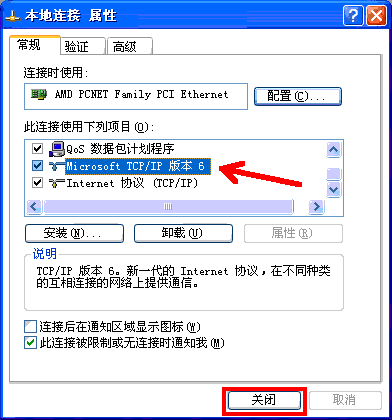 本地连接 属性
常规 验证 高级
连接时使用:
AMD PCNET Family PCI Ethernet 配置(C)...
此连接使用下列项目(O):
QoS 数据包计划程序
Microsoft TCP/IP 版本 6
Internet 协议 (TCP/IP)
安装(N)... 卸载(U) 属性(R)
说明
TCP/IP 版本 6。新一代的 Internet 协议，在不同种类
的互相连接的网络上提供通信。
连接后在通知区域显示图标(W)
此连接被限制或无连接时通知我(M)
关闭 取消